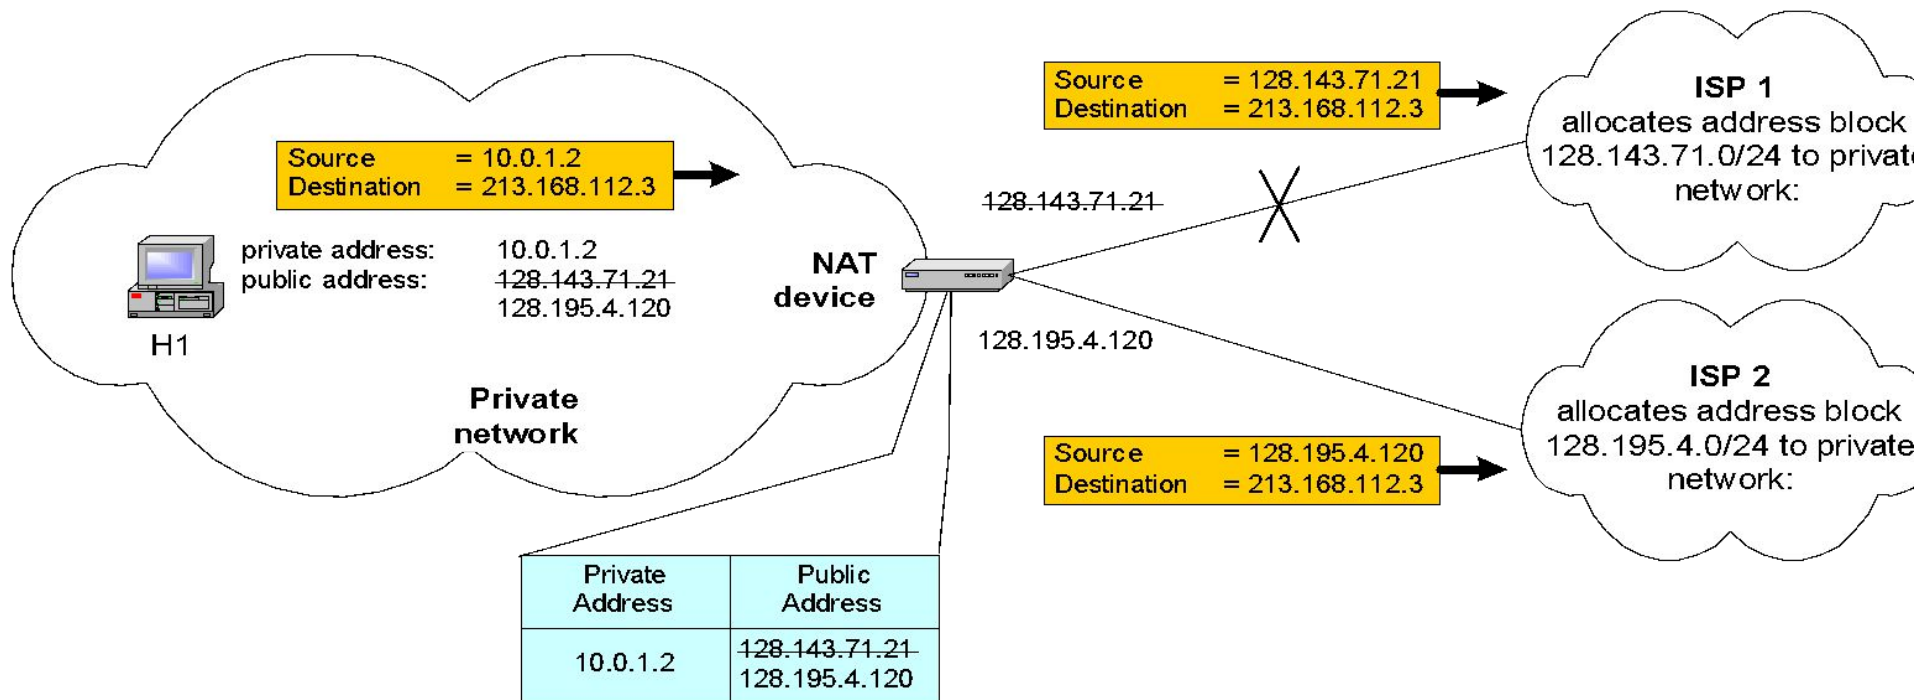 Source = 128.143.71.21
Destination = 213.168.112.3
ISP 1
allocates address block
128.143.71.0/24 to private
network:
Source = 10.0.1.2
Destination = 213.168.112.3
128.143.71.21
private address: 10.0.1.2
public address: 128.143.71.21
128.195.4.120
H1
NAT
device
128.195.4.120
Private
network
ISP 2
allocates address block
128.195.4.0/24 to private
network:
Source = 128.195.4.120
Destination = 213.168.112.3
Private
Address
Public
Address
10.0.1.2
128.143.71.21
128.195.4.120